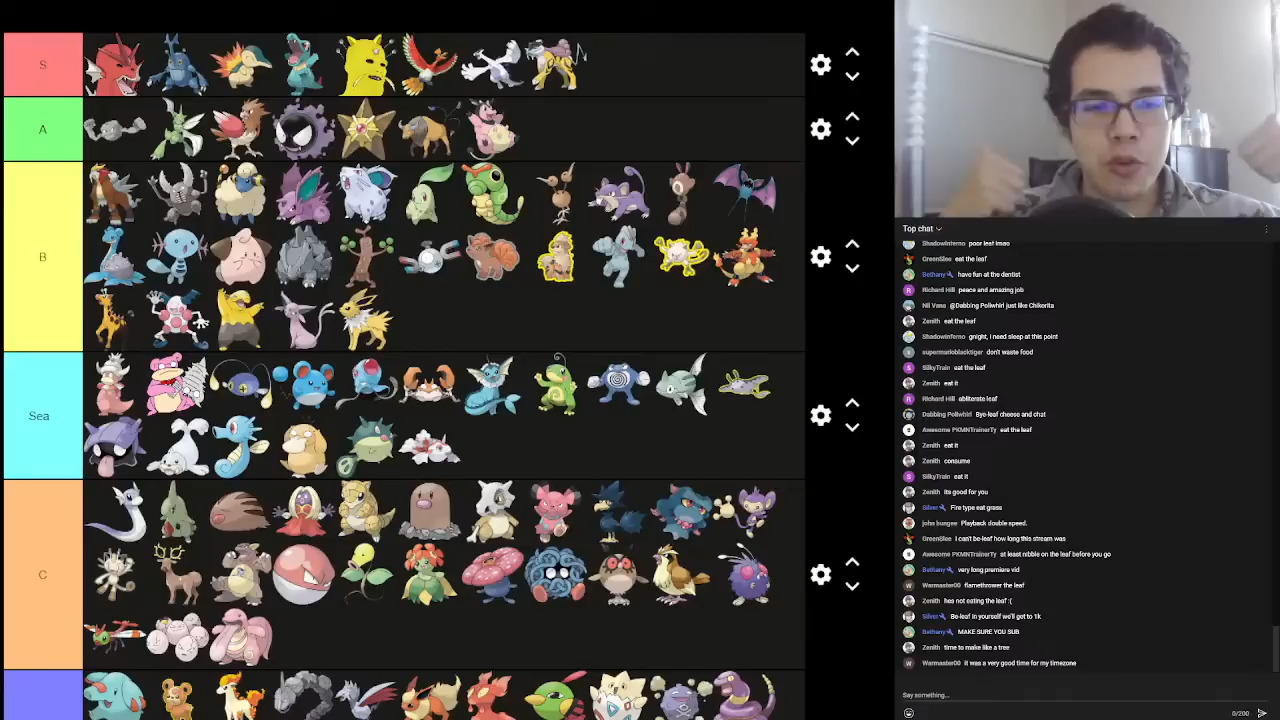 S
A
B
Sea
C
Top chat
ShadowInferno poor leaf lmao
GreenSlee eat the leaf
Bethany have fun at the dentist
Richard Hill peace and amazing job
Nil Vana @Dabbing Poliwhirl just like Chikorita
Zenith eat the leaf
ShadowInferno gnight, i need sleep at this point
supermarioblacktiger don't waste food
SilkyTrain eat the leaf
Zenith eat it
Richard Hill abliterate leaf
Dabbing Poliwhirl Bye-leaf cheese and chat
Awesome PKMNTrainerTy eat the leaf
Zenith eat it
Zenith consume
SilkyTrain eat it
Zenith its good for you
Silver Fire type eat grass
john bungee Playback double speed.
GreenSlee I can't be-leaf how long this stream was
Awesome PKMNTrainerTy at least nibble on the leaf before you go
Bethany very long premiere vid
Warmaster00 flamethrower the leaf
Zenith hes not eating the leaf :(
Silver Be-leaf in yourself we'll get to 1k
Bethany MAKE SURE YOU SUB
Zenith time to make like a tree
Warmaster00 it was a very good time for my timezone
Say something...
0/200